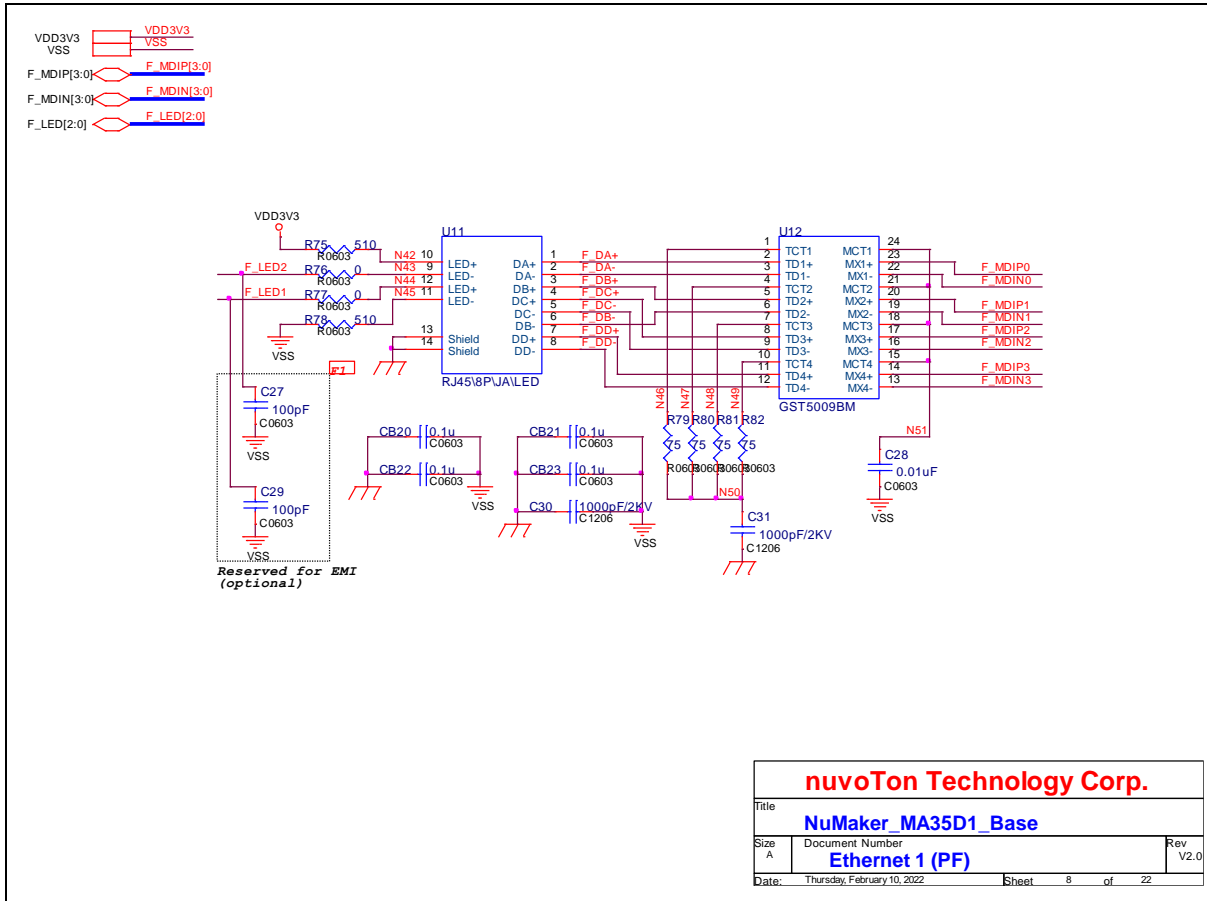 VDD3V3 VDD3V3
VSS VSS
F_MDIP[3:0] F_MDIP[3:0]
F_MDIN[3:0] F_MDIN[3:0]
F_LED[2:0] F_LED[2:0]
VDD3V3
R75 510
R0603
F_LED2 R76 0
R0603
F_LED1 R77 0
R0603
R78 510
R0603
VSS
N42 10
N43 9
N44 12
N45 11
13
14
U11
LED+ DA+
LED- DA-
LED+ DB+
LED- DC+
DC-
DB-
Shield DD+
Shield DD-
RJ45\8P\JA\LED
1 F_DA+
2 F_DA-
3 F_DB+
4 F_DC+
5 F_DC-
6 F_DB-
7 F_DD+
8 F_DD-
U12
1 TCT1 MCT1 24
2 TD1+ MX1+ 23
3 TD1- MX1- 22
4 TCT2 MCT2 21
5 TD2+ MX2+ 20
6 TD2- MX2- 19
7 TCT3 MCT3 18
8 TD3+ MX3+ 17
9 TD3- MX3- 16
10 TCT4 MCT4 15
11 TD4+ MX4+ 14
12 TD4- MX4- 13
GST5009BM
F_MDIP0
F_MDIN0
F_MDIP1
F_MDIN1
F_MDIP2
F_MDIN2
F_MDIP3
F_MDIN3
F1
C27
100pF
C0603
VSS
C29
100pF
C0603
VSS
Reserved for EMI
(optional)
CB20 0.1u
C0603
CB22 0.1u
C0603
VSS
CB21 0.1u
C0603
CB23 0.1u
C0603
C30 1000pF/2KV
C1206
VSS
N46 N47 N48 N49
R79 R80 R81 R82
75 75 75 75
R0603 R0603 R0603 R0603
N50
C31
1000pF/2KV
C1206
N51
C28
0.01uF
C0603
VSS
nuvoTon Technology Corp.
Title
NuMaker_MA35D1_Base
Size Document Number Rev
A Ethernet 1 (PF) V2.0
Date: Thursday, February 10, 2022 Sheet 8 of 22